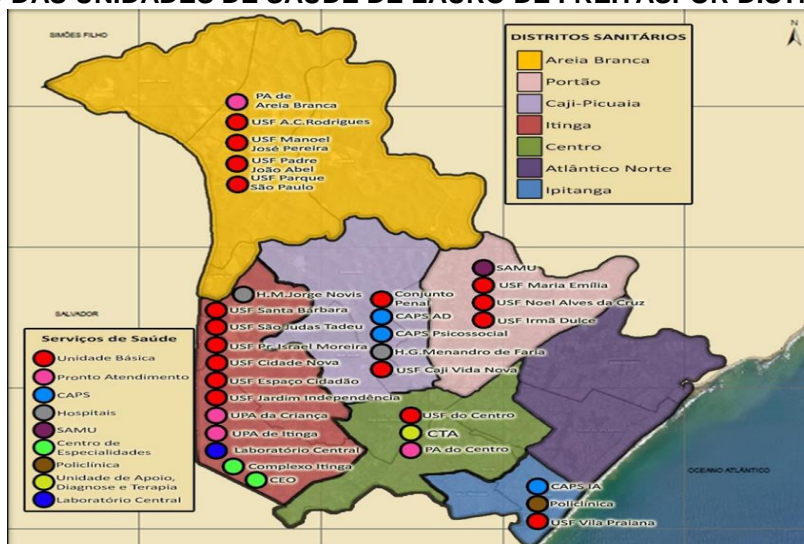 DAS UNIDADES DE SAÚDE DE LAURO DE FREITAS POR
SIMÕES FILHO
N
DISTRITOS SANITÁRIOS
Areia Branca
Portão
Caji-Picuaia
Itinga
Centro
Atlântico Norte
Ipitanga
PA de
Areia Branca
USF A.C.Rodrigues
USF Manoel
José Pereira
USF Padre
João Abel
USF Parque
São Paulo
SAMU
USF Maria Emília
USF Noel Alves da Cruz
USF Irmã Dulce
H.M.Jorge Novis
USF Santa Bárbara
USF São Judas Tadeu
USF Pr. Israel Moreira
USF Cidade Nova
USF Espaço Cidadão
USF Jardim Independência
UPA da Criança
UPA de Itinga
Laboratório Central
Complexo Itinga
CEO
Conjunto
Penal
CAPS AD
CAPS Psicossocial
H.G.Menandro de Faria
USF Caji Vida Nova
USF do Centro
CTA
PA do Centro
CAPS IA
Policlínica
USF Vila Praiana
SALVADOR
OCEANO ATLÂNTICO
Serviços de Saúde
Unidade Básica
Pronto Atendimento
CAPS
Hospitais
SAMU
Centro de
Especialidades
Policlínica
Unidade de Apoio,
Diagnose e Terapia
Laboratório Central